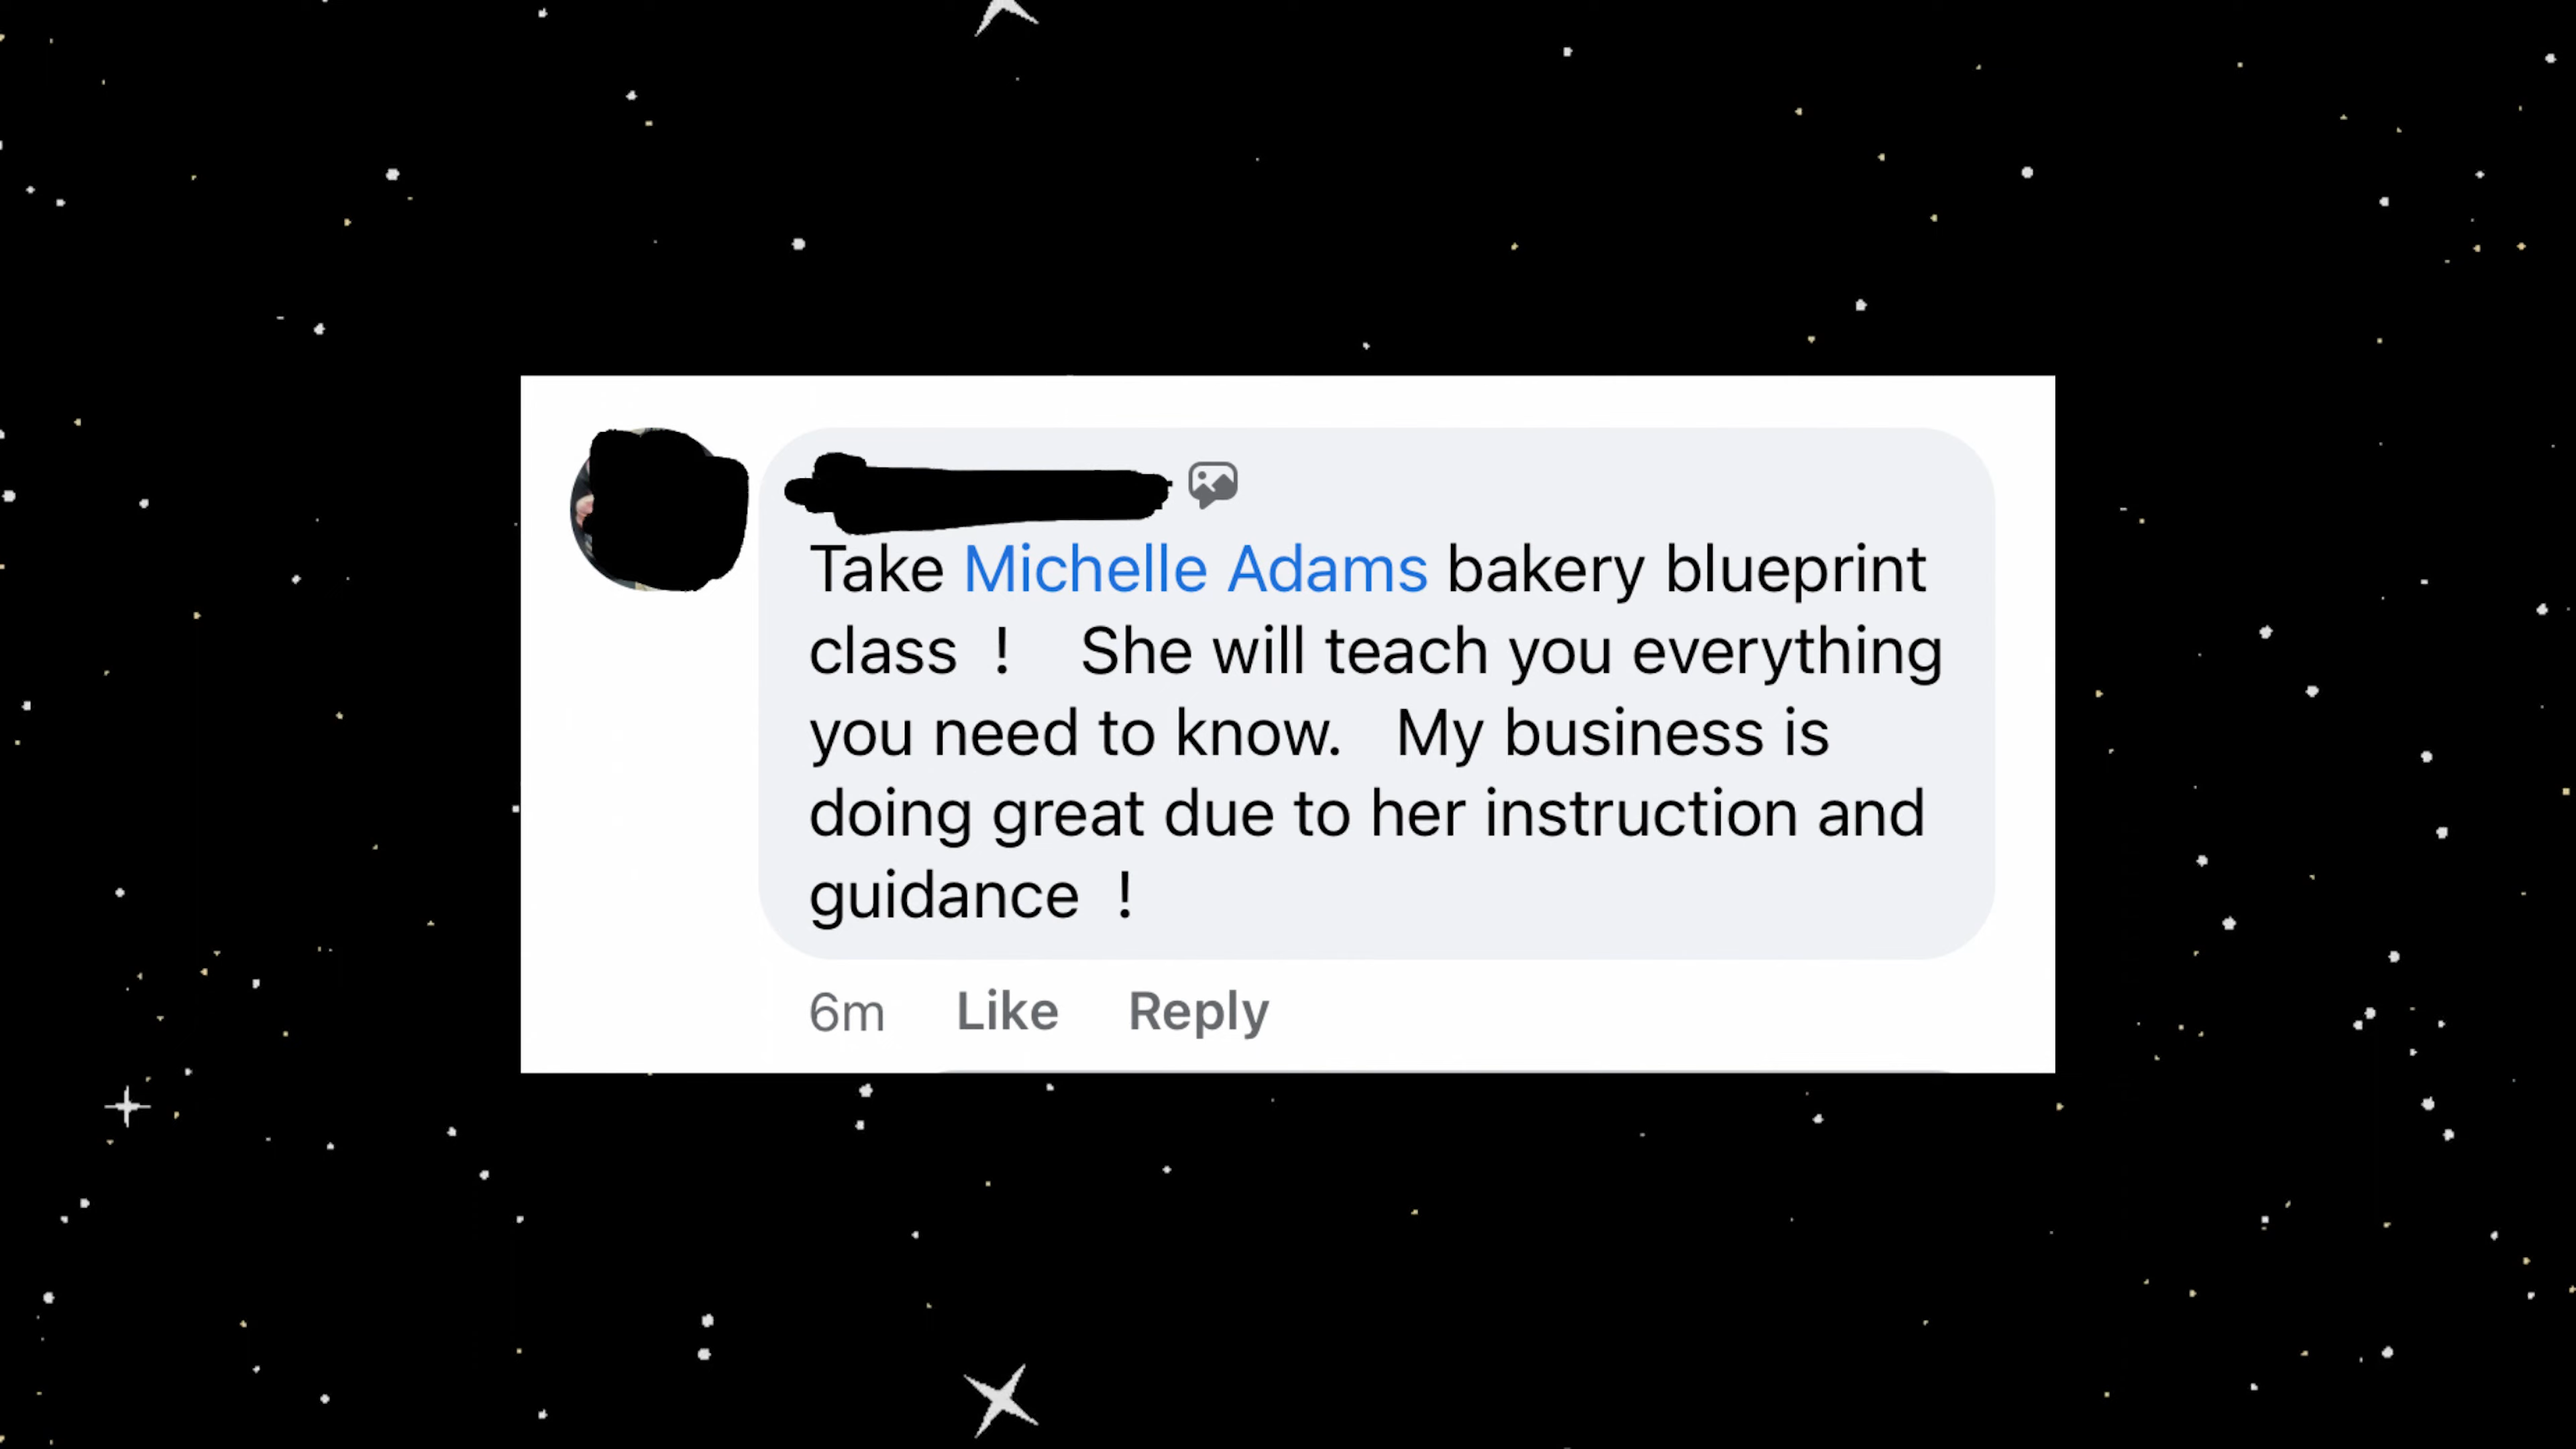 Take Michelle Adams bakery blueprint
class  !    She will teach you everything
you need to know.   My business is
doing great due to her instruction and
guidance  !
6m Like Reply